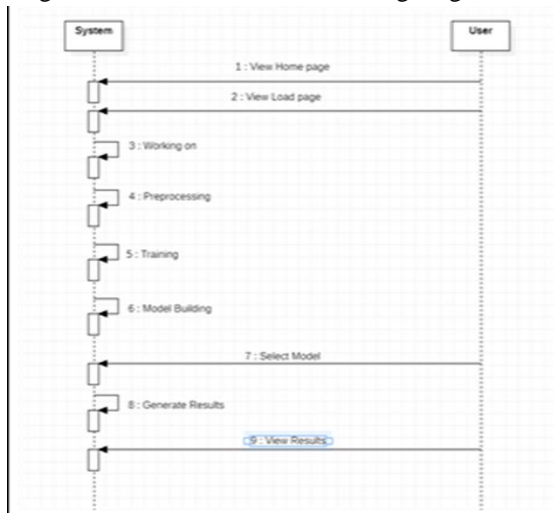 System
User
1 : View Home page
2 : View Load page
3 : Working on
4 : Preprocessing
5 : Training
6 : Model Building
7 : Select Model
8 : Generate Results
9 : View Results